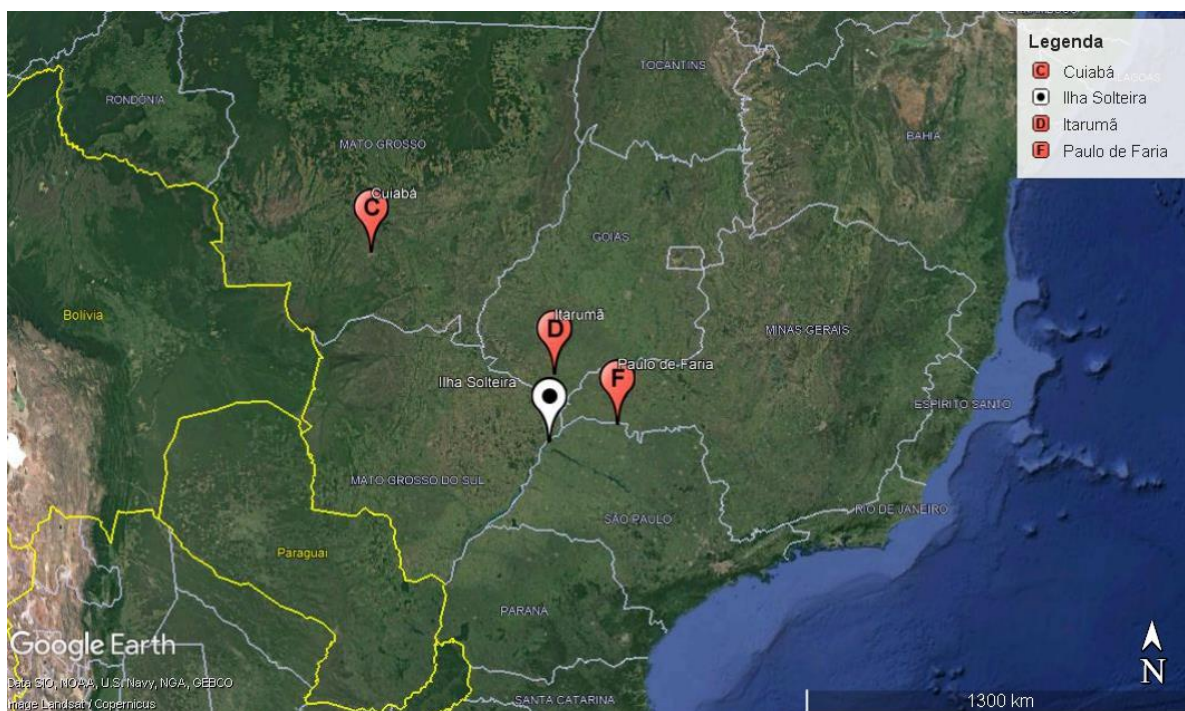 Legenda
C Cuiabá
Ilha Solteira
D Itarumã
F Paulo de Faria
TOCANTINS
RONDÔNIA
BAHIA
MATO GROSSO
Cuiabá
C
GOIÁS
Bolívia
Itarumã
D
MINAS GERAIS
Paulo de Faria
F
Ilha Solteira
ESPÍRITO SANTO
MATO GROSSO DO SUL
RIO DE JANEIRO
SÃO PAULO
Paraguai
PARANA
Google Earth
Data SIO, NOAA, U.S. Navy, NGA, GEBCO
Image Landsat / Copernicus
SANTA CATARINA
1300 km
N